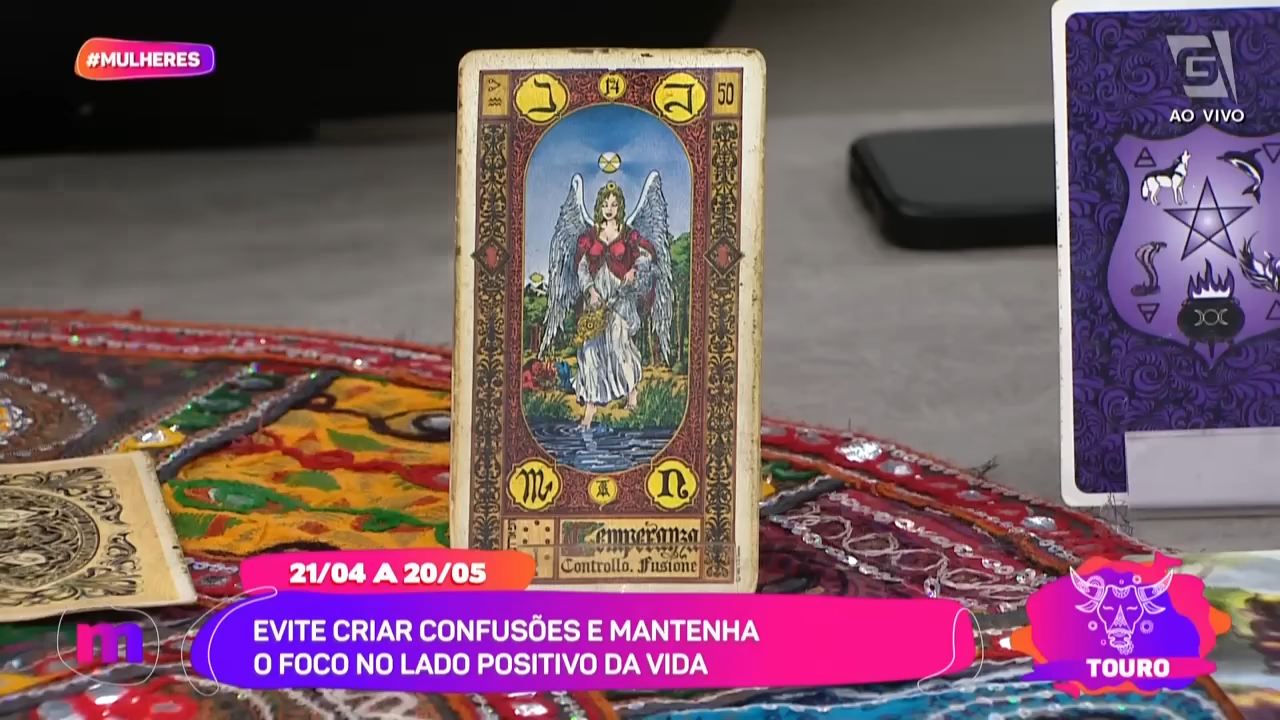 #MULHERES
AO VIVO
14
50
Temperanza
Controllo. Fusione
21/04 A 20/05
EVITE CRIAR CONFUSÕES E MANTENHA
O FOCO NO LADO POSITIVO DA VIDA
m
TOURO